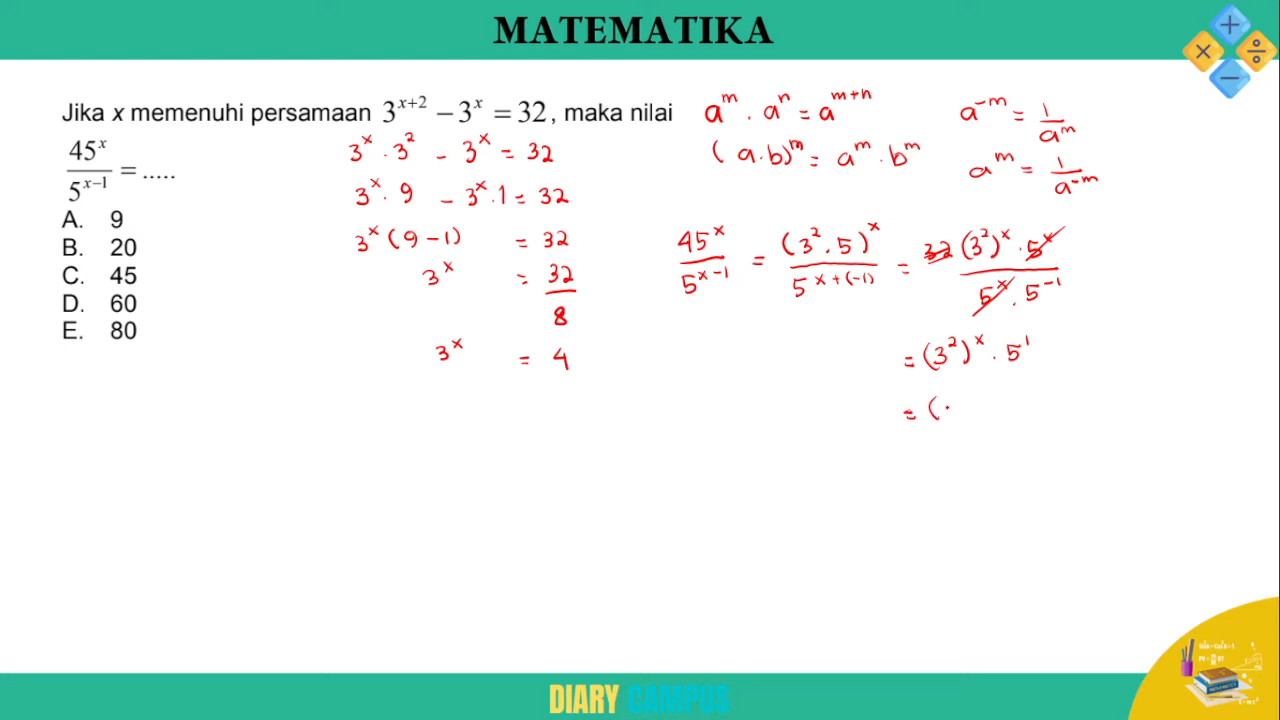 MATEMATIKA
Jika x memenuhi persamaan 3^{x+2} − 3^x = 32, maka nilai
45^x / 5^{x−1} = .....
A. 9
B. 20
C. 45
D. 60
E. 80
3^x . 3^2 − 3^x = 32
3^x . 9 − 3^x . 1 = 32
3^x (9 − 1) = 32
3^x = 32 / 8
3^x = 4
a^m . a^n = a^{m+n}
(a.b)^m = a^m . b^m
a^{-m} = 1 / a^m
a^m = 1 / a^{-m}
45^x / 5^{x−1} = (3^2 . 5)^x / 5^{x+(−1)} = 32 (3^2)^x . 5^x / 5^x . 5^{−1}
= (3^2)^x . 5^1
= (.
DIARY CAMPUS